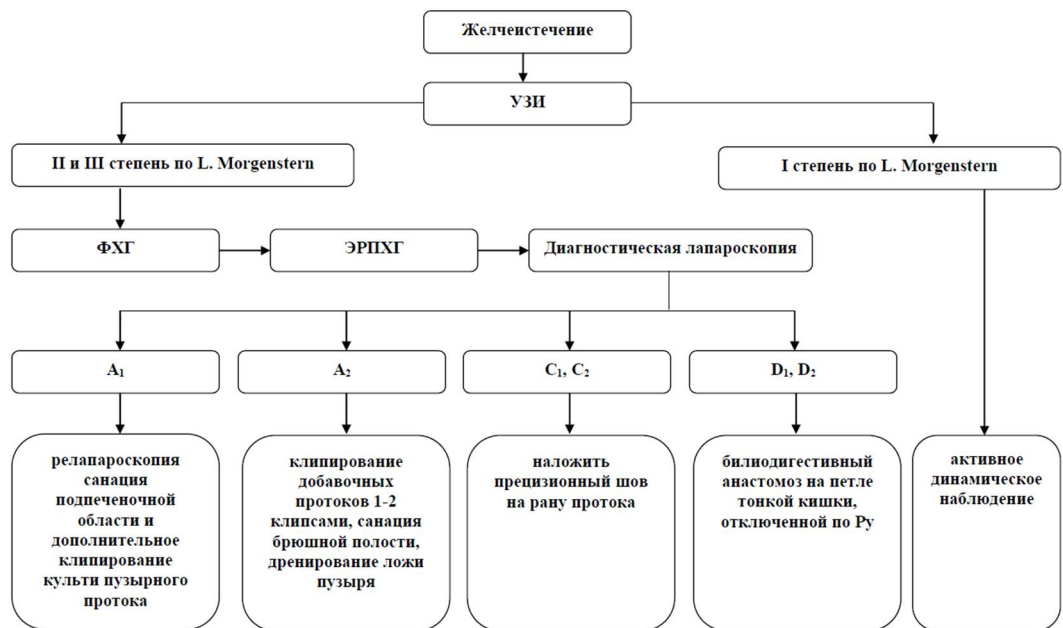 Желчеистечение
УЗИ
II и III степень по L. Morgenstern
I степень по L. Morgenstern
ФХГ
ЭРПХГ
Диагностическая лапароскопия
A₁
A₂
C₁, C₂
D₁, D₂
релапароскопия
санация
подпеченочной
области и
дополнительное
клипирование
культи пузырного
протока
клипирование
добавочных
протоков 1-2
клипсами, санация
брюшной полости,
дренирование ложи
пузыря
наложить
прецизионный шов
на рану протока
билиодигестивный
анастомоз на петле
тонкой кишки,
отключенной по Ру
активное
динамическое
наблюдение